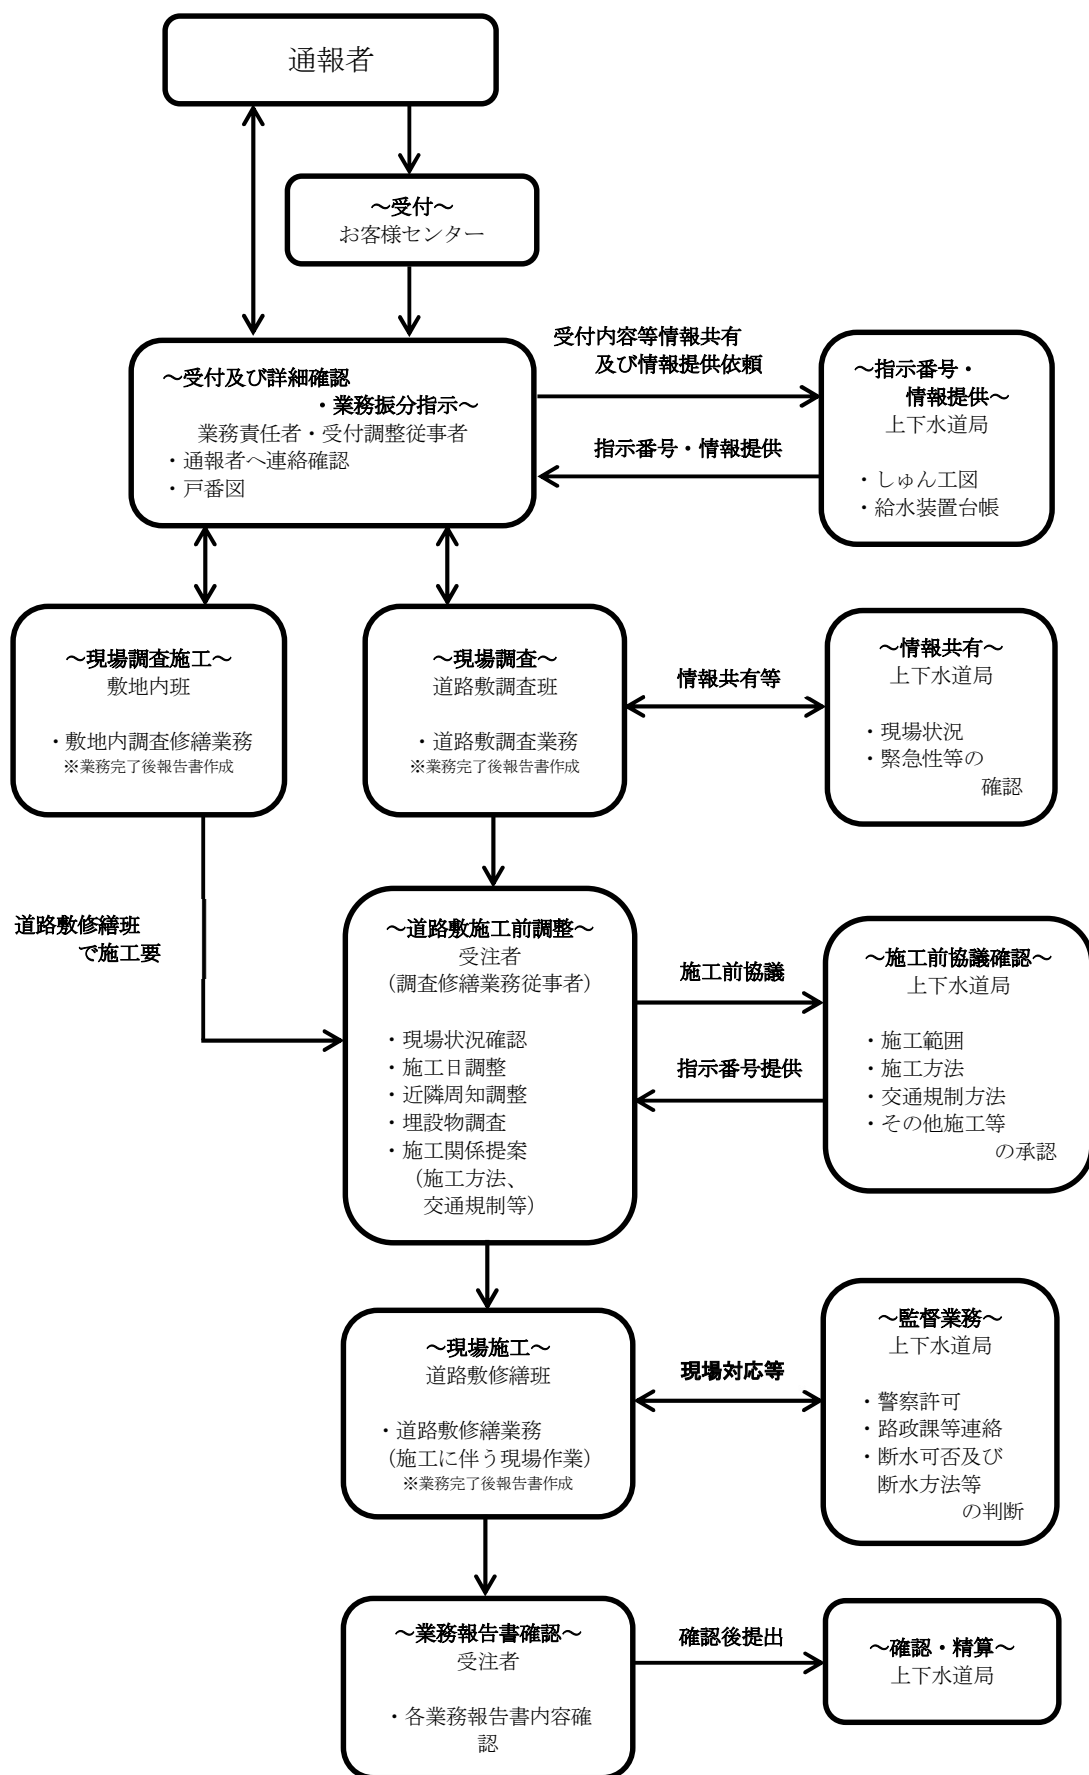 通報者
～受付～
お客様センター
～受付及び詳細確認
・業務振分指示～
業務責任者・受付調整従事者
・通報者へ連絡確認
・戸番図
受付内容等情報共有
及び情報提供依頼
指示番号・情報提供
～指示番号・
情報提供～
上下水道局
・しゅん工図
・給水装置台帳
～現場調査施工～
敷地内班
・敷地内調査修繕業務
※業務完了後報告書作成
～現場調査～
道路敷調査班
・道路敷調査業務
※業務完了後報告書作成
情報共有等
～情報共有～
上下水道局
・現場状況
・緊急性等の
確認
道路敷修繕班
で施工要
～道路敷施工前調整～
受注者
（調査修繕業務従事者）
・現場状況確認
・施工日調整
・近隣周知調整
・埋設物調査
・施工関係提案
（施工方法、
交通規制等）
施工前協議
指示番号提供
～施工前協議確認～
上下水道局
・施工範囲
・施工方法
・交通規制方法
・その他施工等
の承認
～現場施工～
道路敷修繕班
・道路敷修繕業務
（施工に伴う現場作業）
※業務完了後報告書作成
現場対応等
～監督業務～
上下水道局
・警察許可
・路政課等連絡
・断水可否及び
断水方法等
の判断
～業務報告書確認～
受注者
・各業務報告書内容確
認
確認後提出
～確認・精算～
上下水道局